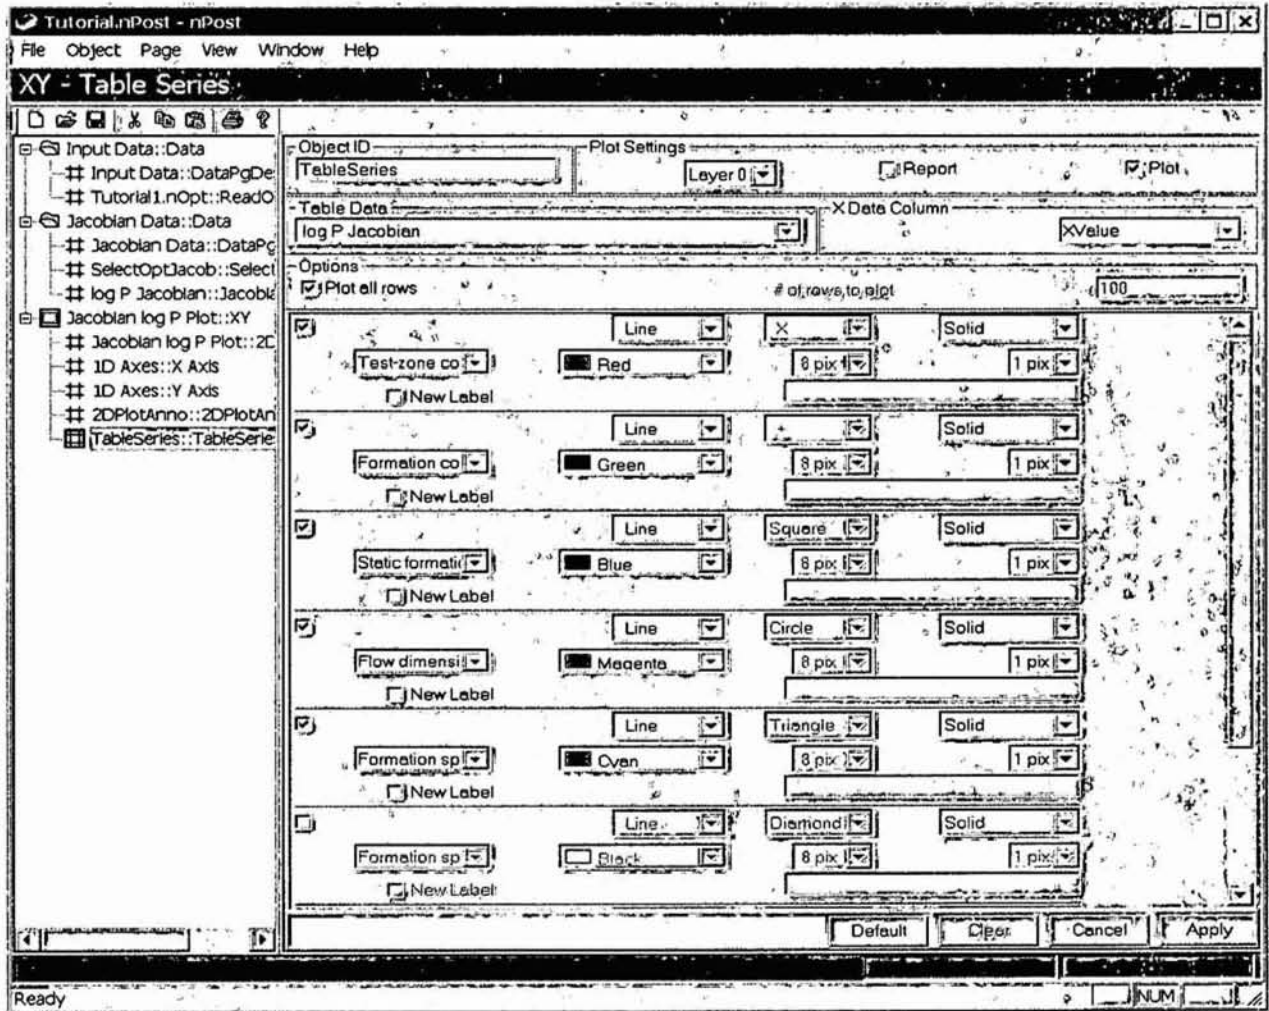 Tutorial.nPost - nPost
File Object Page View Window Help
XY - Table Series
Input Data::Data
Input Data::DataPgDe
Tutorial1.nOpt::ReadO
Jacobian Data::Data
Jacobian Data::DataPg
SelectOptJacob::Select
log P Jacobian::Jacobia
Jacobian log P Plot::XY
Jacobian log P Plot::2D
1D Axes::X Axis
1D Axes::Y Axis
2DPlotAnno::2DPlotAn
TableSeries::TableSerie
Object ID
TableSeries
Plot Settings
Layer 0
Report
Plot
Table Data
log P Jacobian
X Data Column
XValue
Options
Plot all rows
# of rows to plot
100
Line X Solid
Test-zone co Red 8 pix 1 pix
New Label
Line + Solid
Formation co Green 8 pix 1 pix
New Label
Line Square Solid
Static formatio Blue 8 pix 1 pix
New Label
Line Circle Solid
Flow dimensi Magenta 8 pix 1 pix
New Label
Line Triangle Solid
Formation sp Cyan 8 pix 1 pix
New Label
Line Diamond Solid
Formation sp Black 8 pix 1 pix
New Label
Default Clear Cancel Apply
Ready NUM